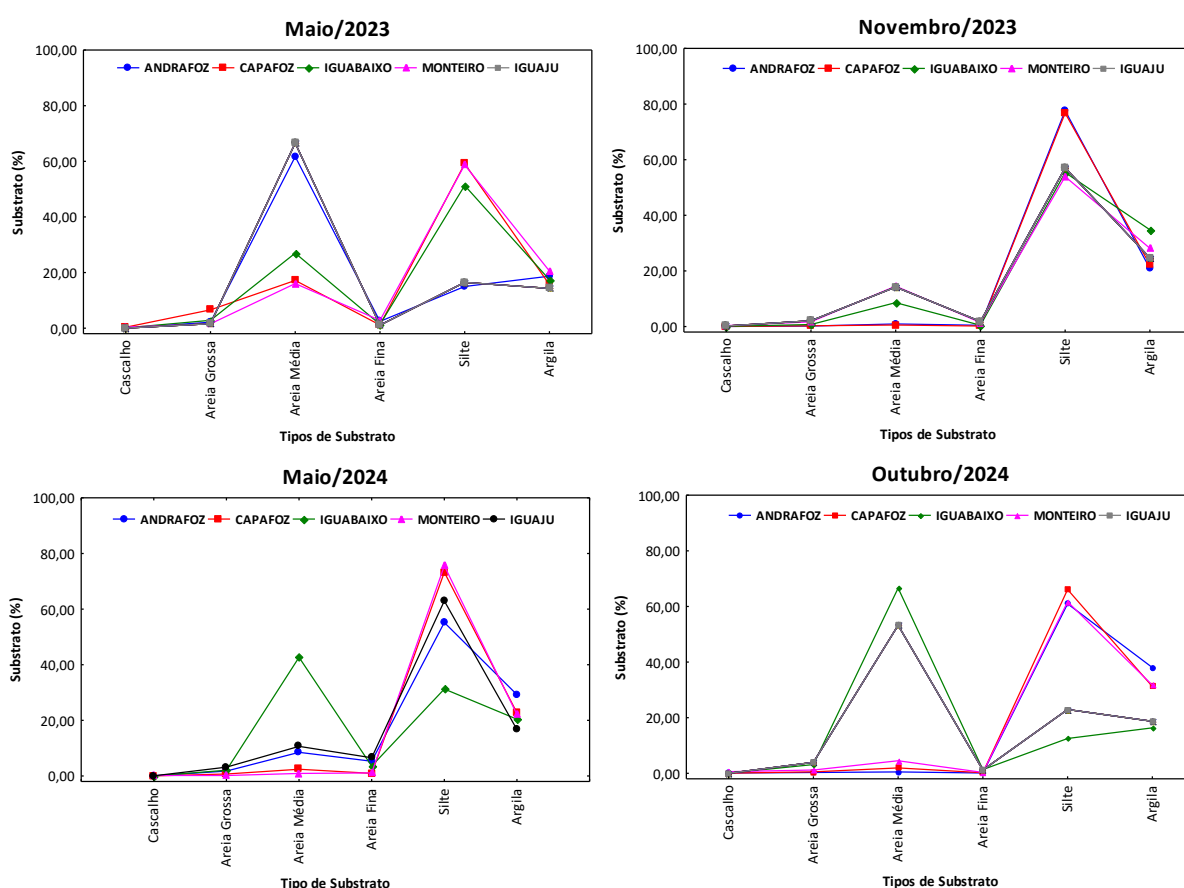 Maio/2023
100,00
80,00
60,00
40,00
20,00
0,00
Substrato (%)
ANDRAFOZ CAPAFOZ IGUABAIXO MONTEIRO IGUAJU
Cascalho
Areia Grossa
Areia Média
Areia Fina
Silte
Argila
Tipos de Substrato
Novembro/2023
100,00
80,00
60,00
40,00
20,00
0,00
Substrato (%)
ANDRAFOZ CAPAFOZ IGUABAIXO MONTEIRO IGUAJU
Cascalho
Areia Grossa
Areia Média
Areia Fina
Silte
Argila
Tipos de Substrato
Maio/2024
100,00
80,00
60,00
40,00
20,00
0,00
Substrato (%)
ANDRAFOZ CAPAFOZ IGUABAIXO MONTEIRO IGUAJU
Cascalho
Areia Grossa
Areia Média
Areia Fina
Silte
Argila
Tipo de Substrato
Outubro/2024
100,00
80,00
60,00
40,00
20,00
0,00
Substrato (%)
ANDRAFOZ CAPAFOZ IGUABAIXO MONTEIRO IGUAJU
Cascalho
Areia Grossa
Areia Média
Areia Fina
Silte
Argila
Tipos de Substrato